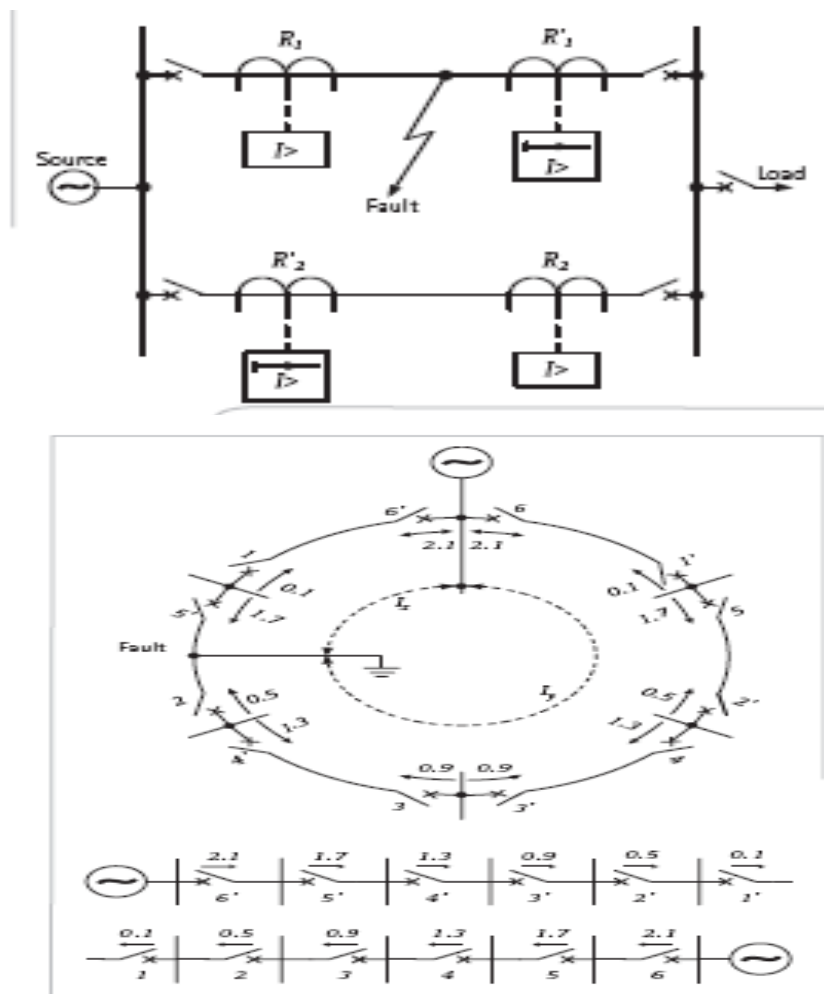 R₁ R'₁
I> I>
Source Load
Fault
R'₂ R₂
I> I>
6' 6
2.1 2.1
1 1'
0.1 0.1
1.7 1.7
5' 5
Iₓ
Fault
I_y
2 2'
0.5 0.5
1.3 1.3
4' 4
0.9 0.9
3 3'
2.1 1.7 1.3 0.9 0.5 0.1
6' 5' 4' 3' 2' 1'
0.1 0.5 0.9 1.3 1.7 2.1
1 2 3 4 5 6